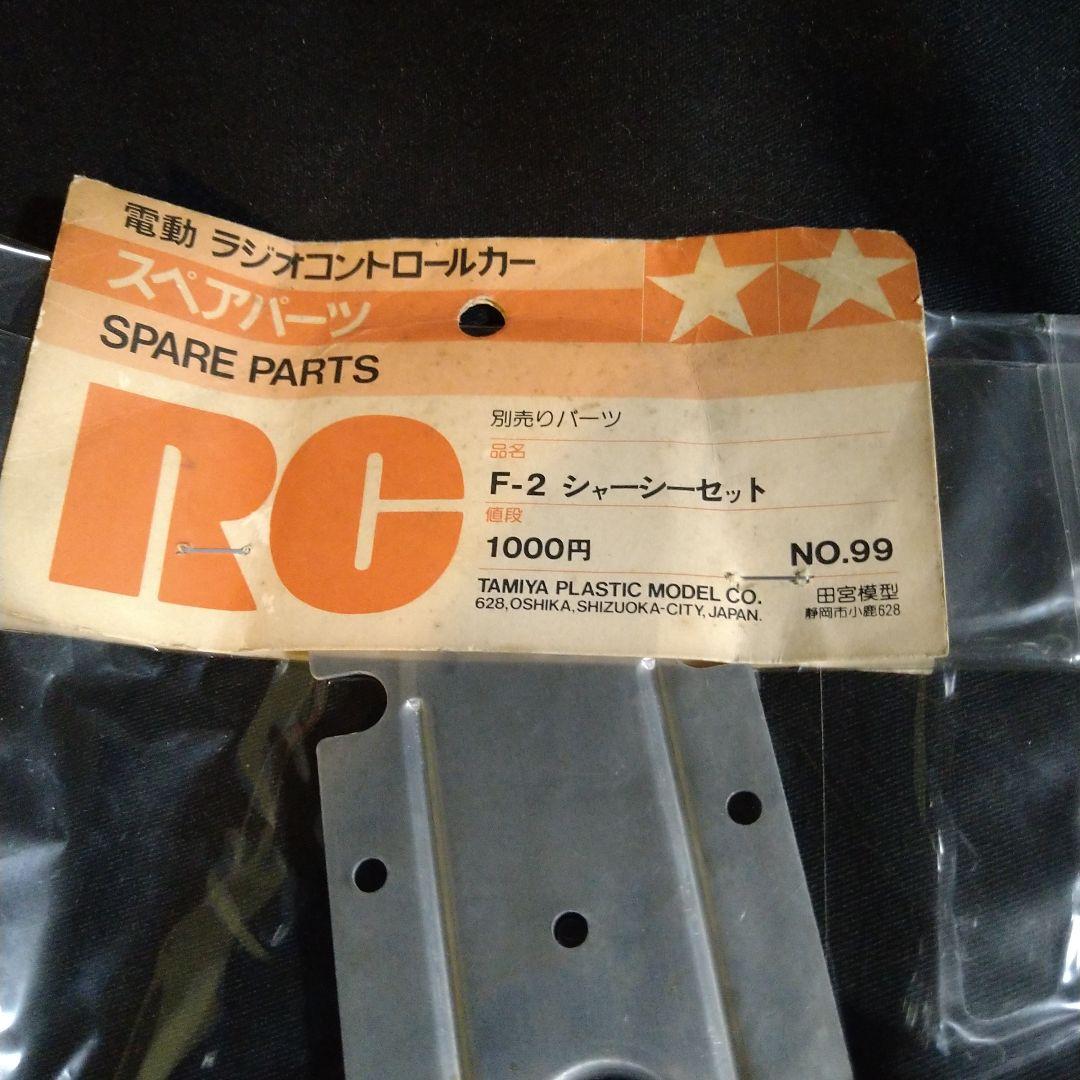 電動 ラジオコントロールカー
スペアパーツ
SPARE PARTS
RC
別売りパーツ
品名
F-2 シャーシーセット
値段
1000円
NO.99
TAMIYA PLASTIC MODEL CO.
628, OSHIKA, SHIZUOKA-CITY, JAPAN.
田宮模型
静岡市小鹿628